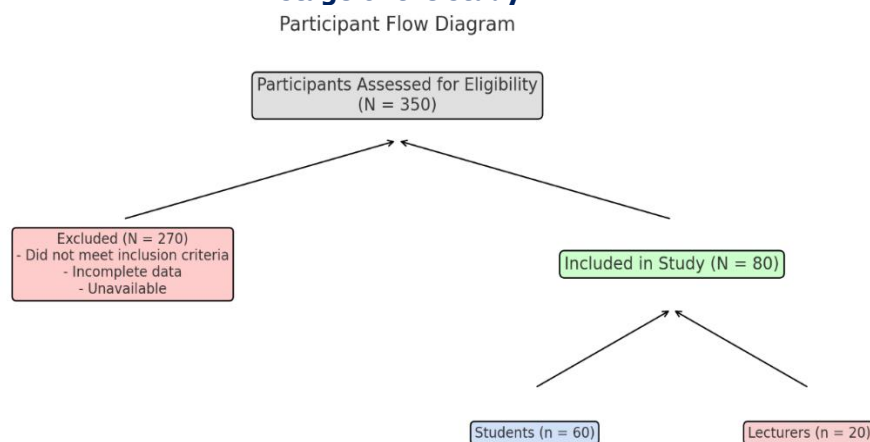 Participant Flow Diagram
Participants Assessed for Eligibility
(N = 350)
Excluded (N = 270)
- Did not meet inclusion criteria
- Incomplete data
- Unavailable
Included in Study (N = 80)
Students (n = 60)
Lecturers (n = 20)